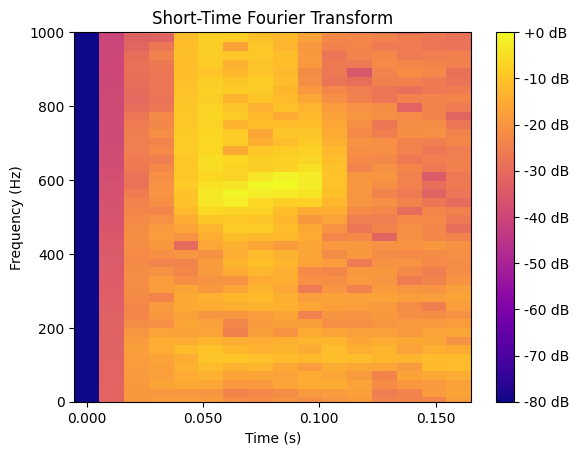 Short-Time Fourier Transform
1000
800
600
400
200
0
Frequency (Hz)
0.000
0.050
0.100
0.150
Time (s)
+0 dB
-10 dB
-20 dB
-30 dB
-40 dB
-50 dB
-60 dB
-70 dB
-80 dB